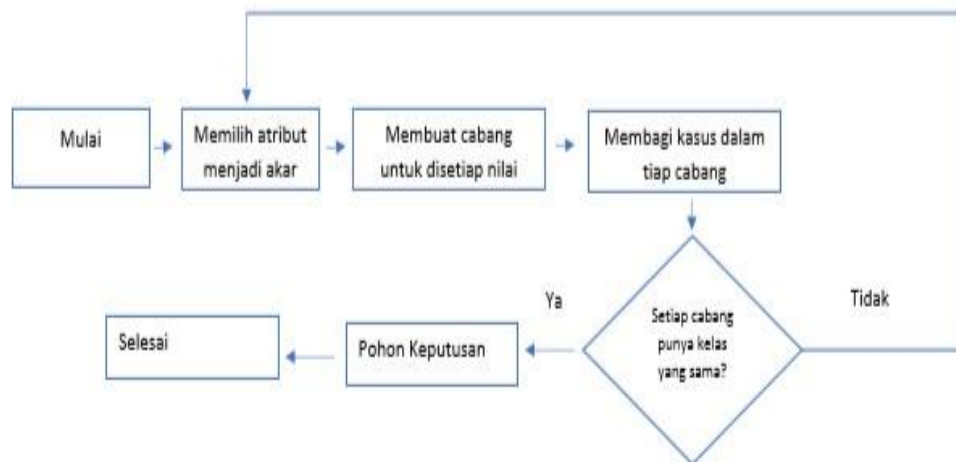 Mulai
Memilih atribut
menjadi akar
Membuat cabang
untuk disetiap nilai
Membagi kasus dalam
tiap cabang
Setiap cabang
punya kelas
yang sama?
Ya
Tidak
Pohon Keputusan
Selesai